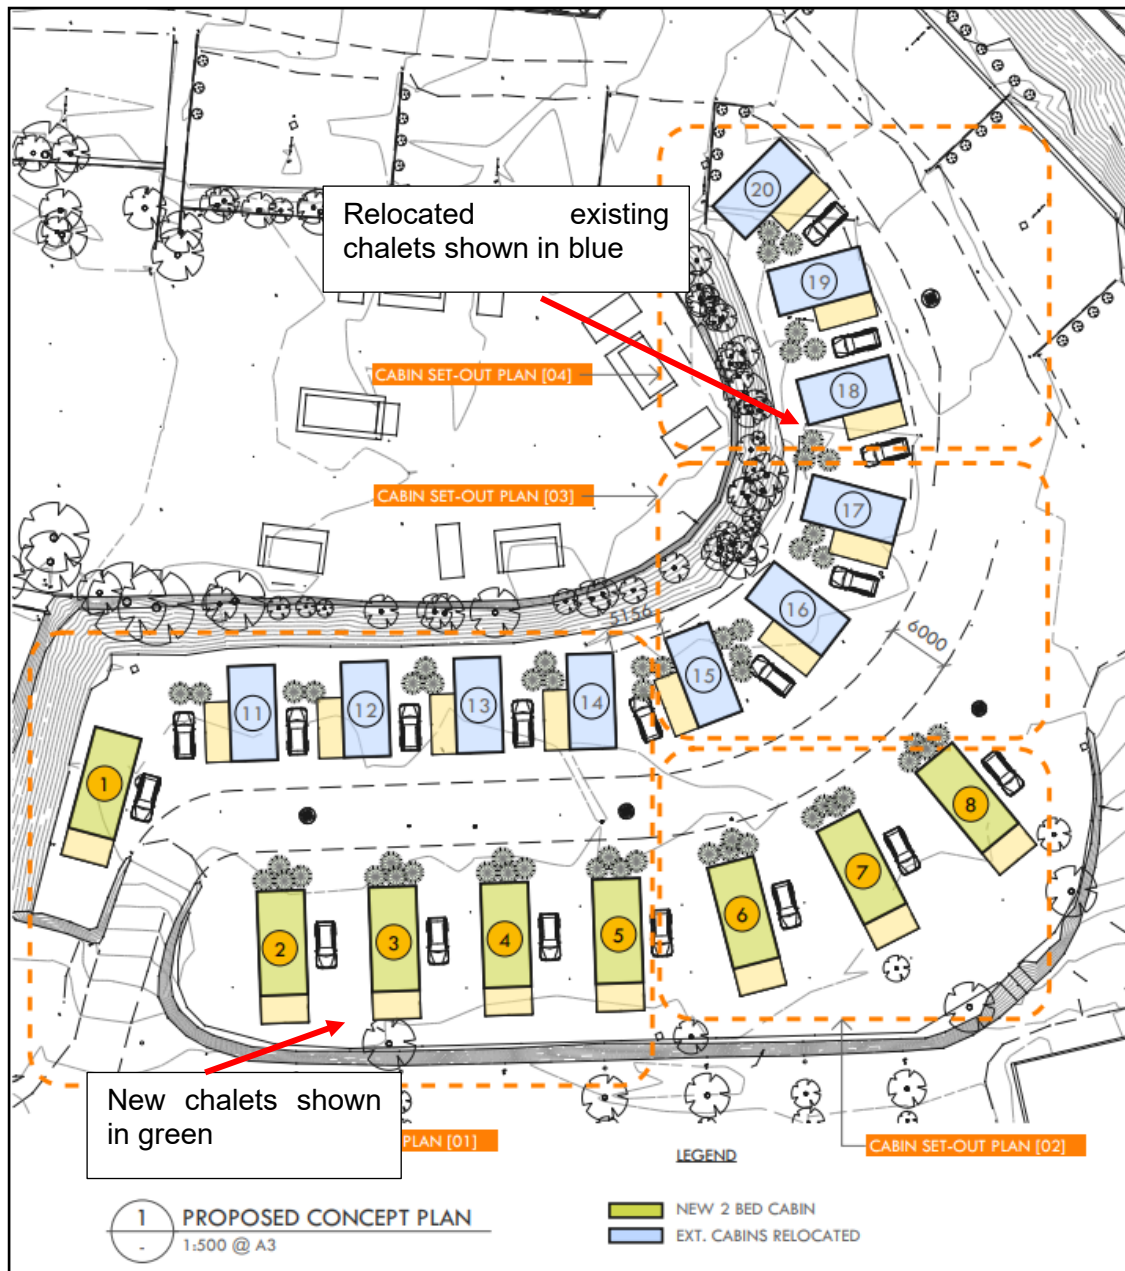 20
Relocated existing
chalets shown in blue
19
CABIN SET-OUT PLAN [04]
18
CABIN SET-OUT PLAN [03]
17
16
5156
6000
15
11
12
13
14
1
8
7
6
2
3
4
5
New chalets shown
in green
PLAN [01]
CABIN SET-OUT PLAN [02]
LEGEND
1
-
PROPOSED CONCEPT PLAN
1:500 @ A3
NEW 2 BED CABIN
EXT. CABINS RELOCATED